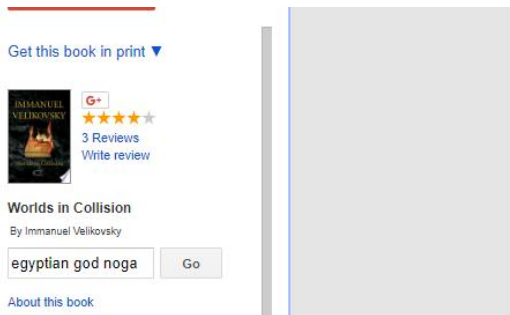 Get this book in print ▼
IMMANUEL
VELIKOVSKY
G+
3 Reviews
Write review
Worlds in Collision
By Immanuel Velikovsky
egyptian god noga
Go
About this book